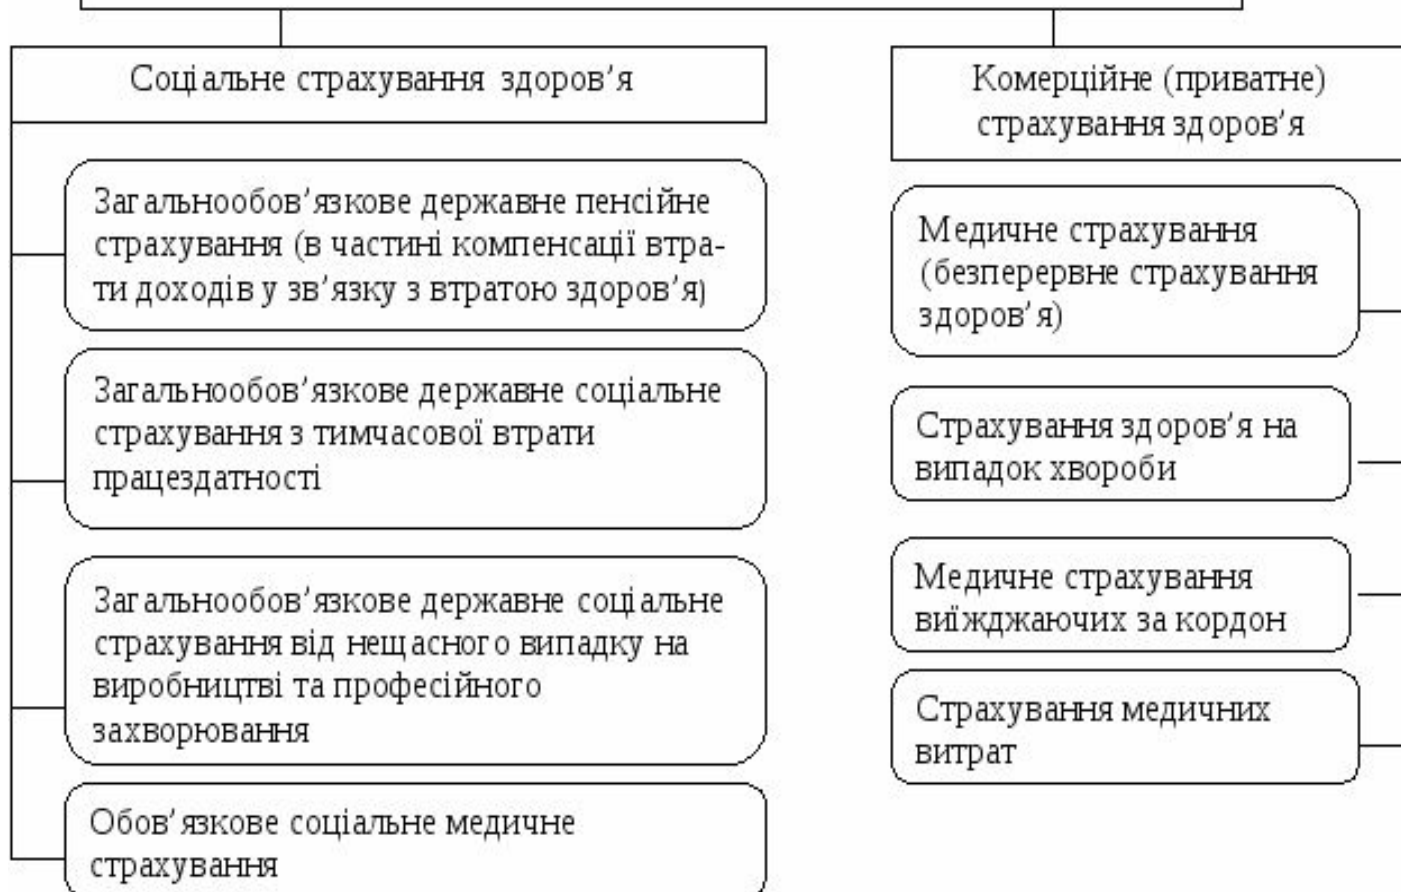 Соціальне страхування здоров’я
Загальнообов’язкове державне пенсійне
страхування (в частині компенсації втра-
ти доходів у зв’язку з втратою здоров’я)
Загальнообов’язкове державне соціальне
страхування з тимчасової втрати
працездатності
Загальнообов’язкове державне соціальне
страхування від нещасного випадку на
виробництві та професійного
захворювання
Обов’язкове соціальне медичне
страхування
Комерційне (приватне)
страхування здоров’я
Медичне страхування
(безперервне страхування
здоров’я)
Страхування здоров’я на
випадок хвороби
Медичне страхування
виїжджаючих за кордон
Страхування медичних
витрат